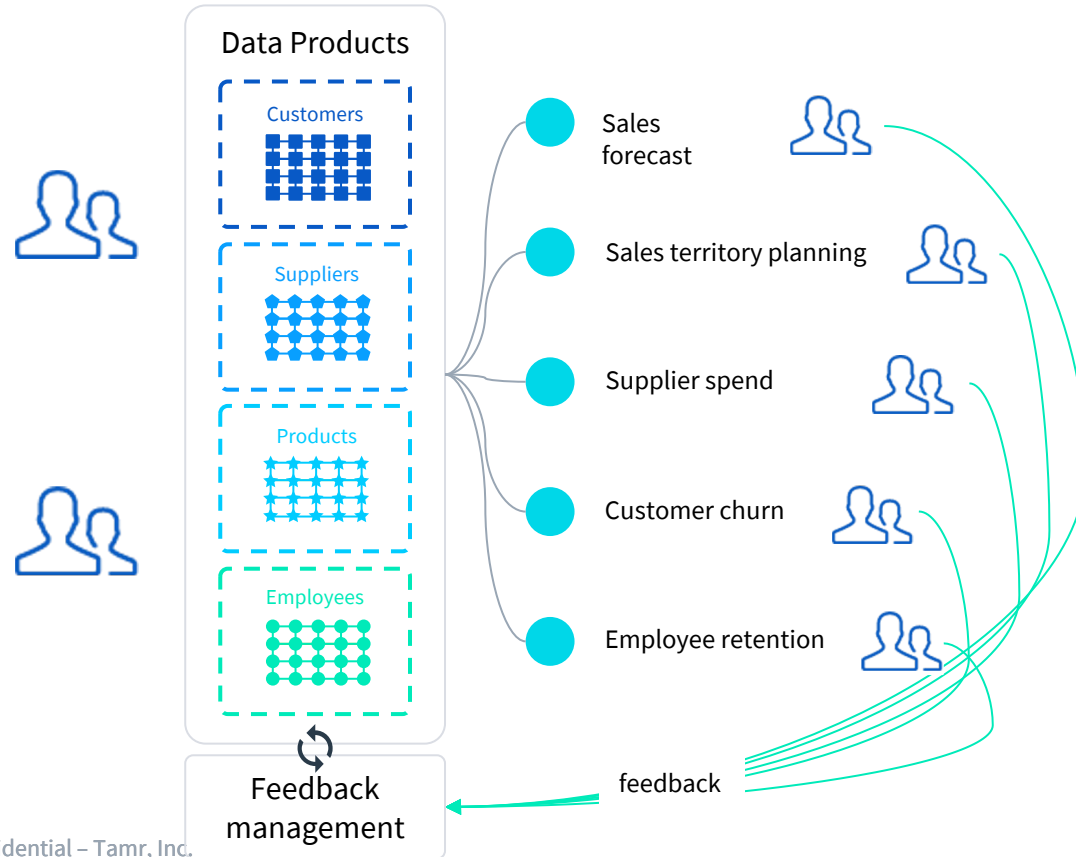 Data Products
Customers
Suppliers
Products
Employees
Sales
forecast
Sales territory planning
Supplier spend
Customer churn
Employee retention
feedback
Feedback
management
dential – Tamr, Inc.